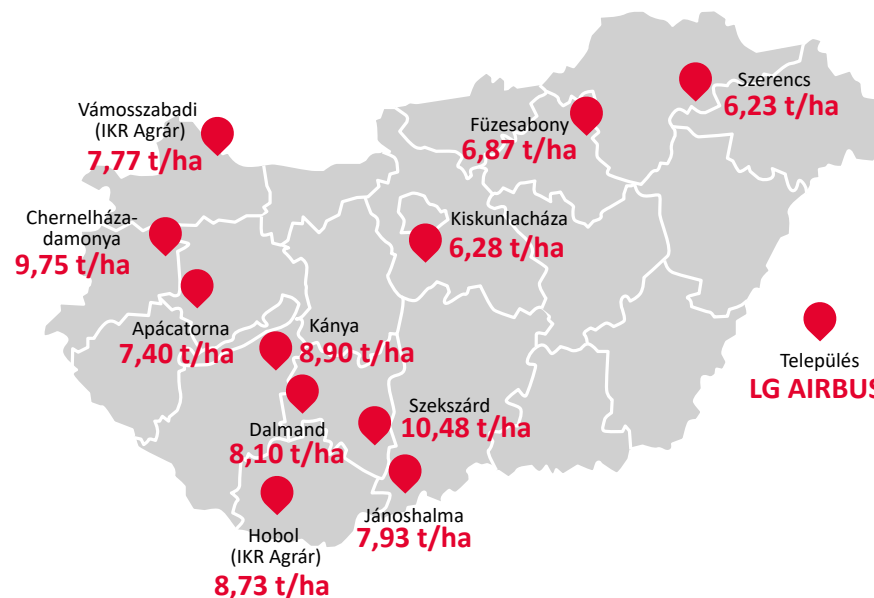 Szerencs
6,23 t/ha
Vámosszabadi
(IKR Agrár)
7,77 t/ha
Füzesabony
6,87 t/ha
Chernelháza-
damonya
9,75 t/ha
Kiskunlacháza
6,28 t/ha
Apácatorna
7,40 t/ha
Kánya
8,90 t/ha
Település
LG AIRBUS
Szekszárd
10,48 t/ha
Dalmand
8,10 t/ha
Jánoshalma
7,93 t/ha
Hobol
(IKR Agrár)
8,73 t/ha